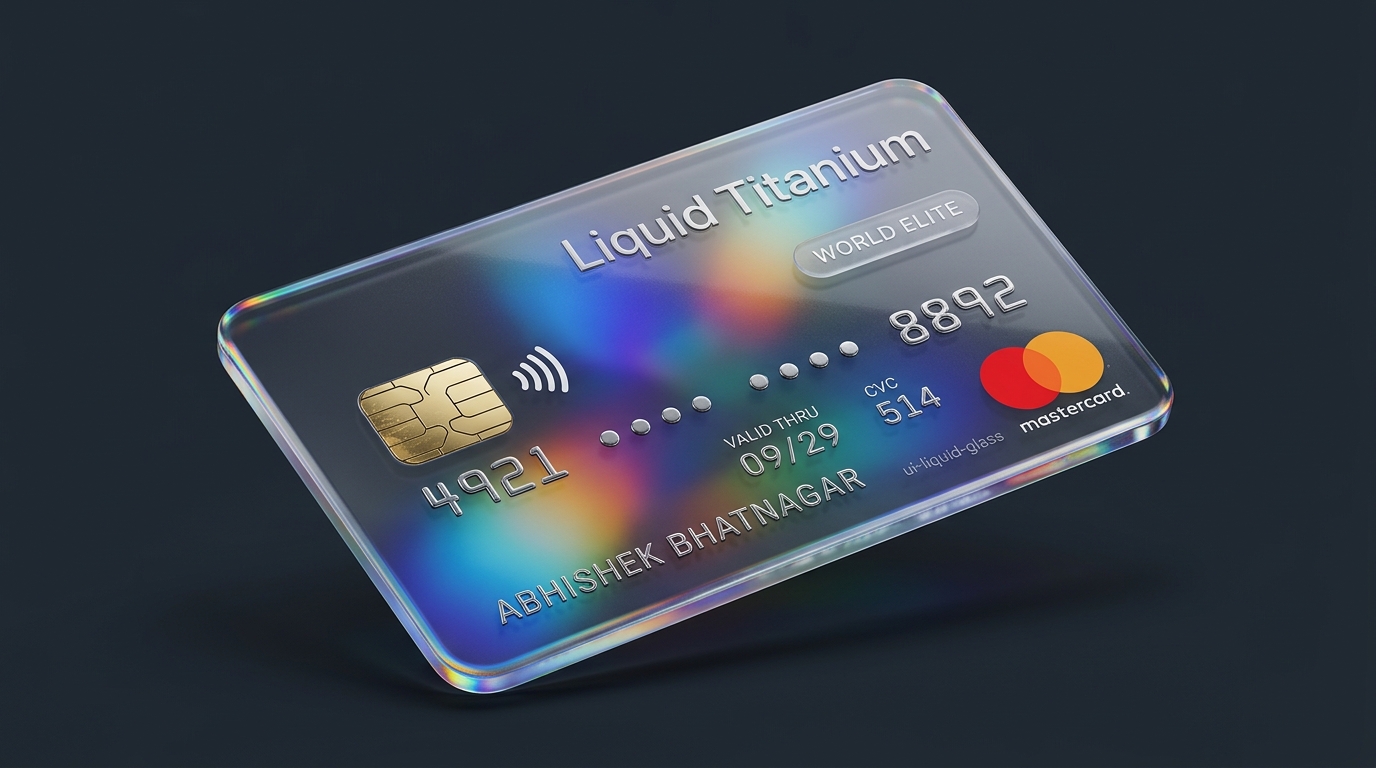 Liquid Titanium
WORLD ELITE
4921 •••• •••• 8892
VALID THRU
09/29
CVC
514
ABHISHEK BHATNAGAR
ui-liquid-glass
mastercard.